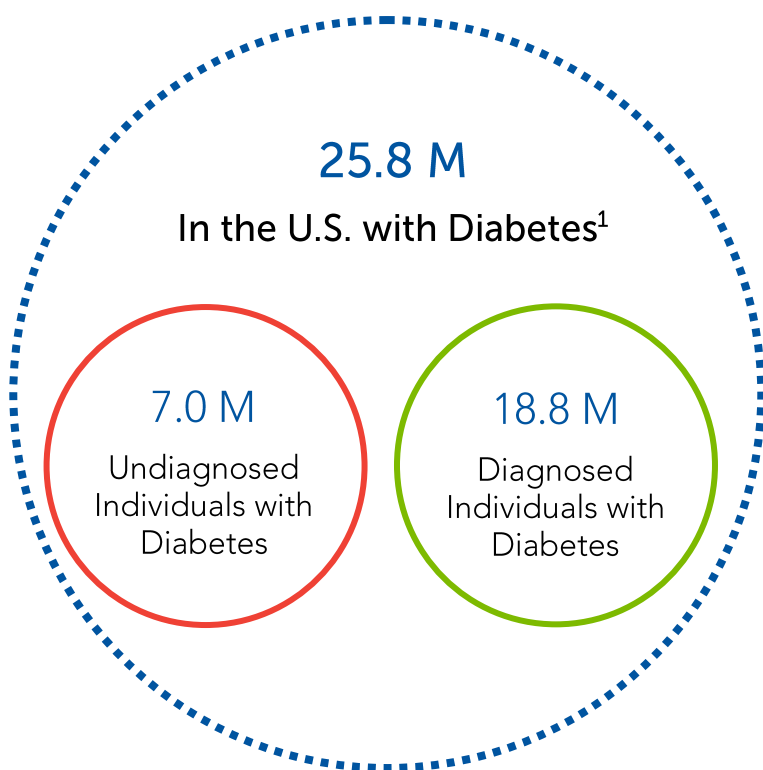 25.8 M
In the U.S. with Diabetes¹
7.0 M
Undiagnosed
Individuals with
Diabetes
18.8 M
Diagnosed
Individuals with
Diabetes